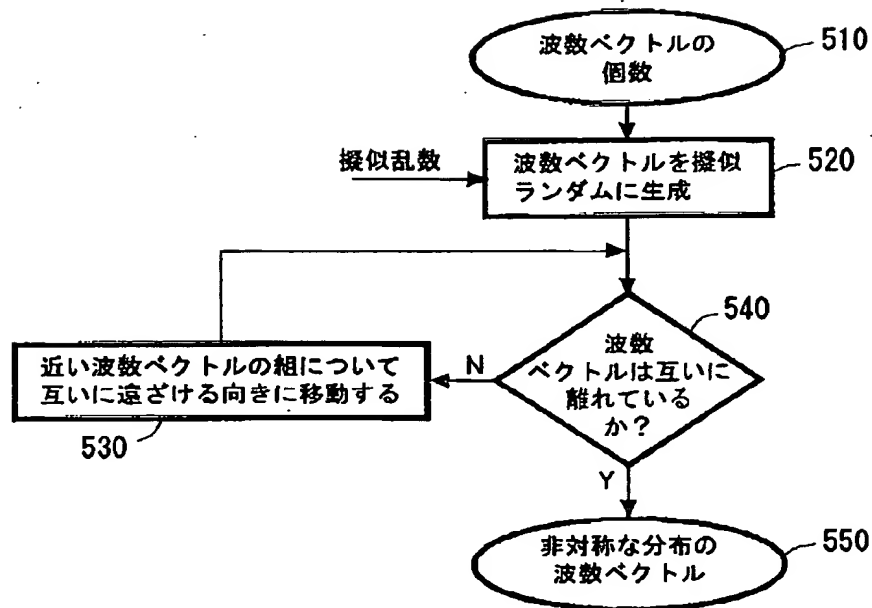 波数ベクトルの
個数
510
擬似乱数
波数ベクトルを擬似
ランダムに生成
520
540
波数
ベクトルは互いに
離れている
か?
N
近い波数ベクトルの組について
互いに遠ざける向きに移動する
530
Y
非対称な分布の
波数ベクトル
550